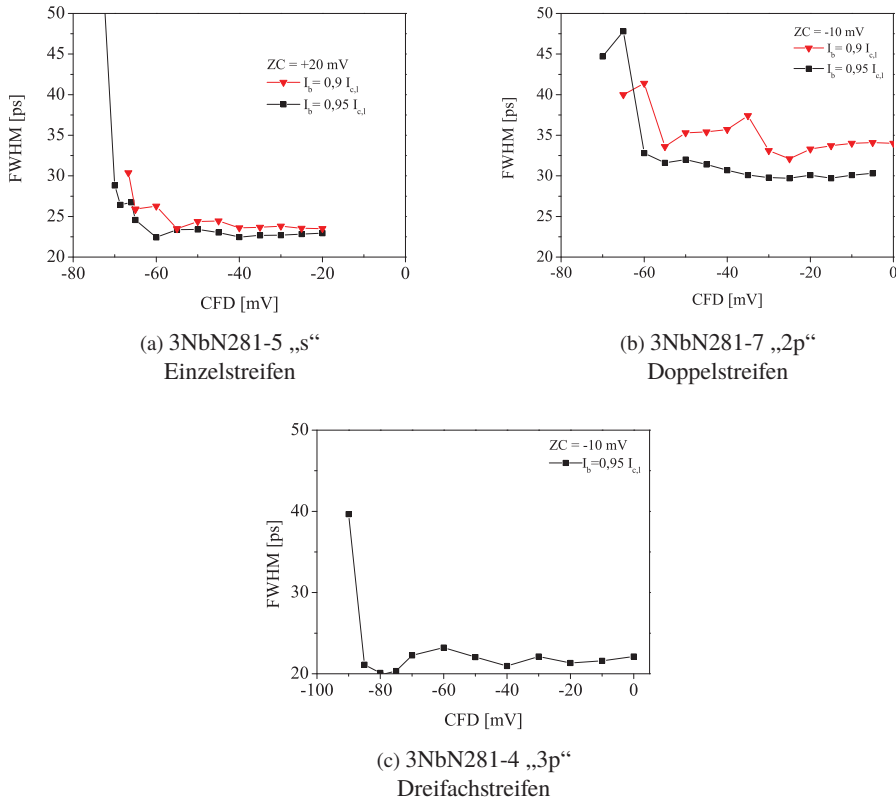 50
45
40
35
30
25
20
FWHM [ps]
ZC = +20 mV
I_b = 0,9 I_c,l
I_b = 0,95 I_c,l
-80 -60 -40 -20 0
CFD [mV]
(a) 3NbN281-5 „s“
Einzelstreifen
50
45
40
35
30
25
20
FWHM [ps]
ZC = -10 mV
I_b = 0,9 I_c,l
I_b = 0,95 I_c,l
-80 -60 -40 -20 0
CFD [mV]
(b) 3NbN281-7 „2p“
Doppelstreifen
50
40
30
20
FWHM [ps]
ZC = -10 mV
I_b=0,95 I_c,l
-100 -80 -60 -40 -20 0
CFD [mV]
(c) 3NbN281-4 „3p“
Dreifachstreifen